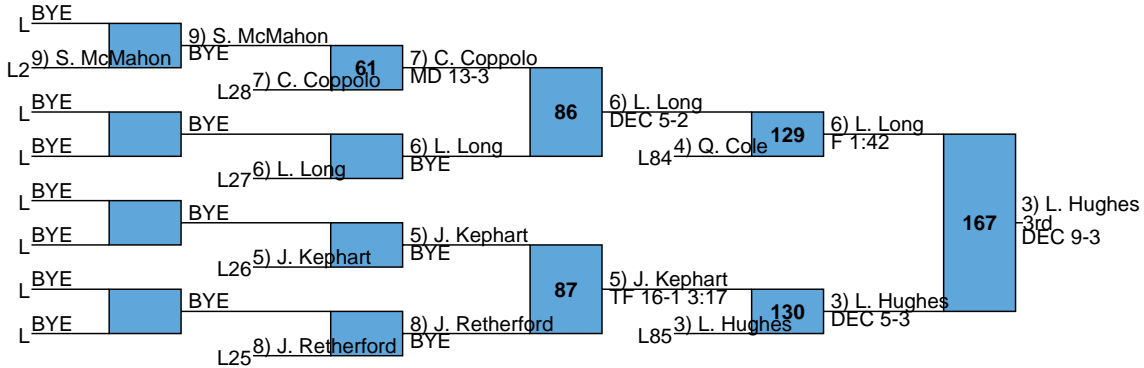 BYE
L
9) S. McMahon
BYE
L2 9) S. McMahon
61
7) C. Coppolo
MD 13-3
L28 7) C. Coppolo
BYE
L
86
6) L. Long
DEC 5-2
BYE
129
6) L. Long
F 1:42
BYE
L
6) L. Long
BYE
L84 4) Q. Cole
L27 6) L. Long
BYE
L
167
3) L. Hughes
3rd
DEC 9-3
BYE
BYE
L
5) J. Kephart
BYE
L26 5) J. Kephart
BYE
L
87
5) J. Kephart
TF 16-1 3:17
BYE
130
3) L. Hughes
DEC 5-3
BYE
L
8) J. Retherford
BYE
L85 3) L. Hughes
L25 8) J. Retherford